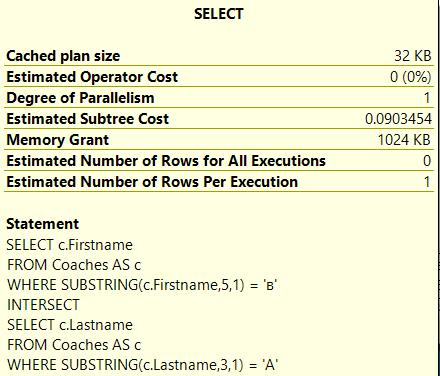 SELECT
Cached plan size 32 KB
Estimated Operator Cost 0 (0%)
Degree of Parallelism 1
Estimated Subtree Cost 0.0903454
Memory Grant 1024 KB
Estimated Number of Rows for All Executions 0
Estimated Number of Rows Per Execution 1
Statement
SELECT c.Firstname
FROM Coaches AS c
WHERE SUBSTRING(c.Firstname,5,1) = 'в'
INTERSECT
SELECT c.Lastname
FROM Coaches AS c
WHERE SUBSTRING(c.Lastname,3,1) = 'A'